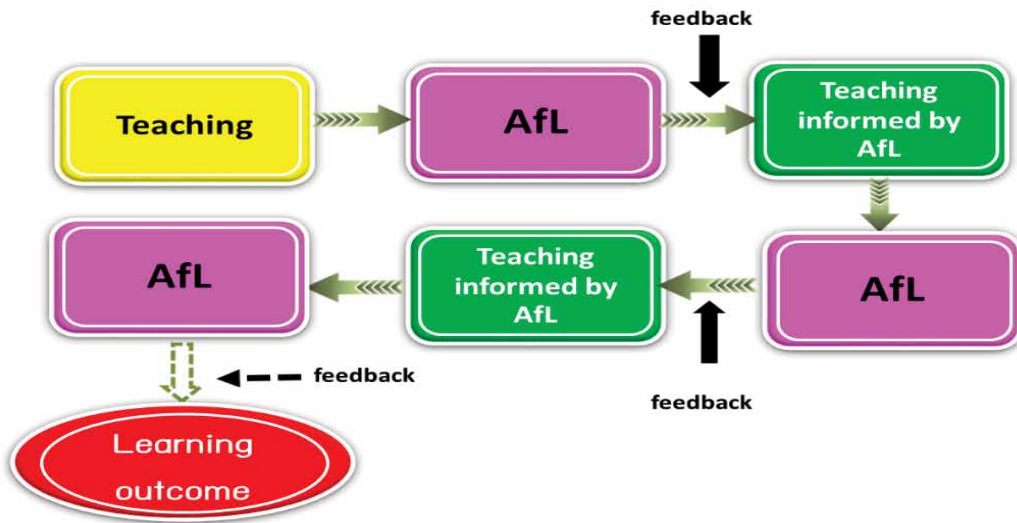 feedback
Teaching
AfL
Teaching
informed by
AfL
AfL
Teaching
informed by
AfL
AfL
feedback
feedback
Learning
outcome